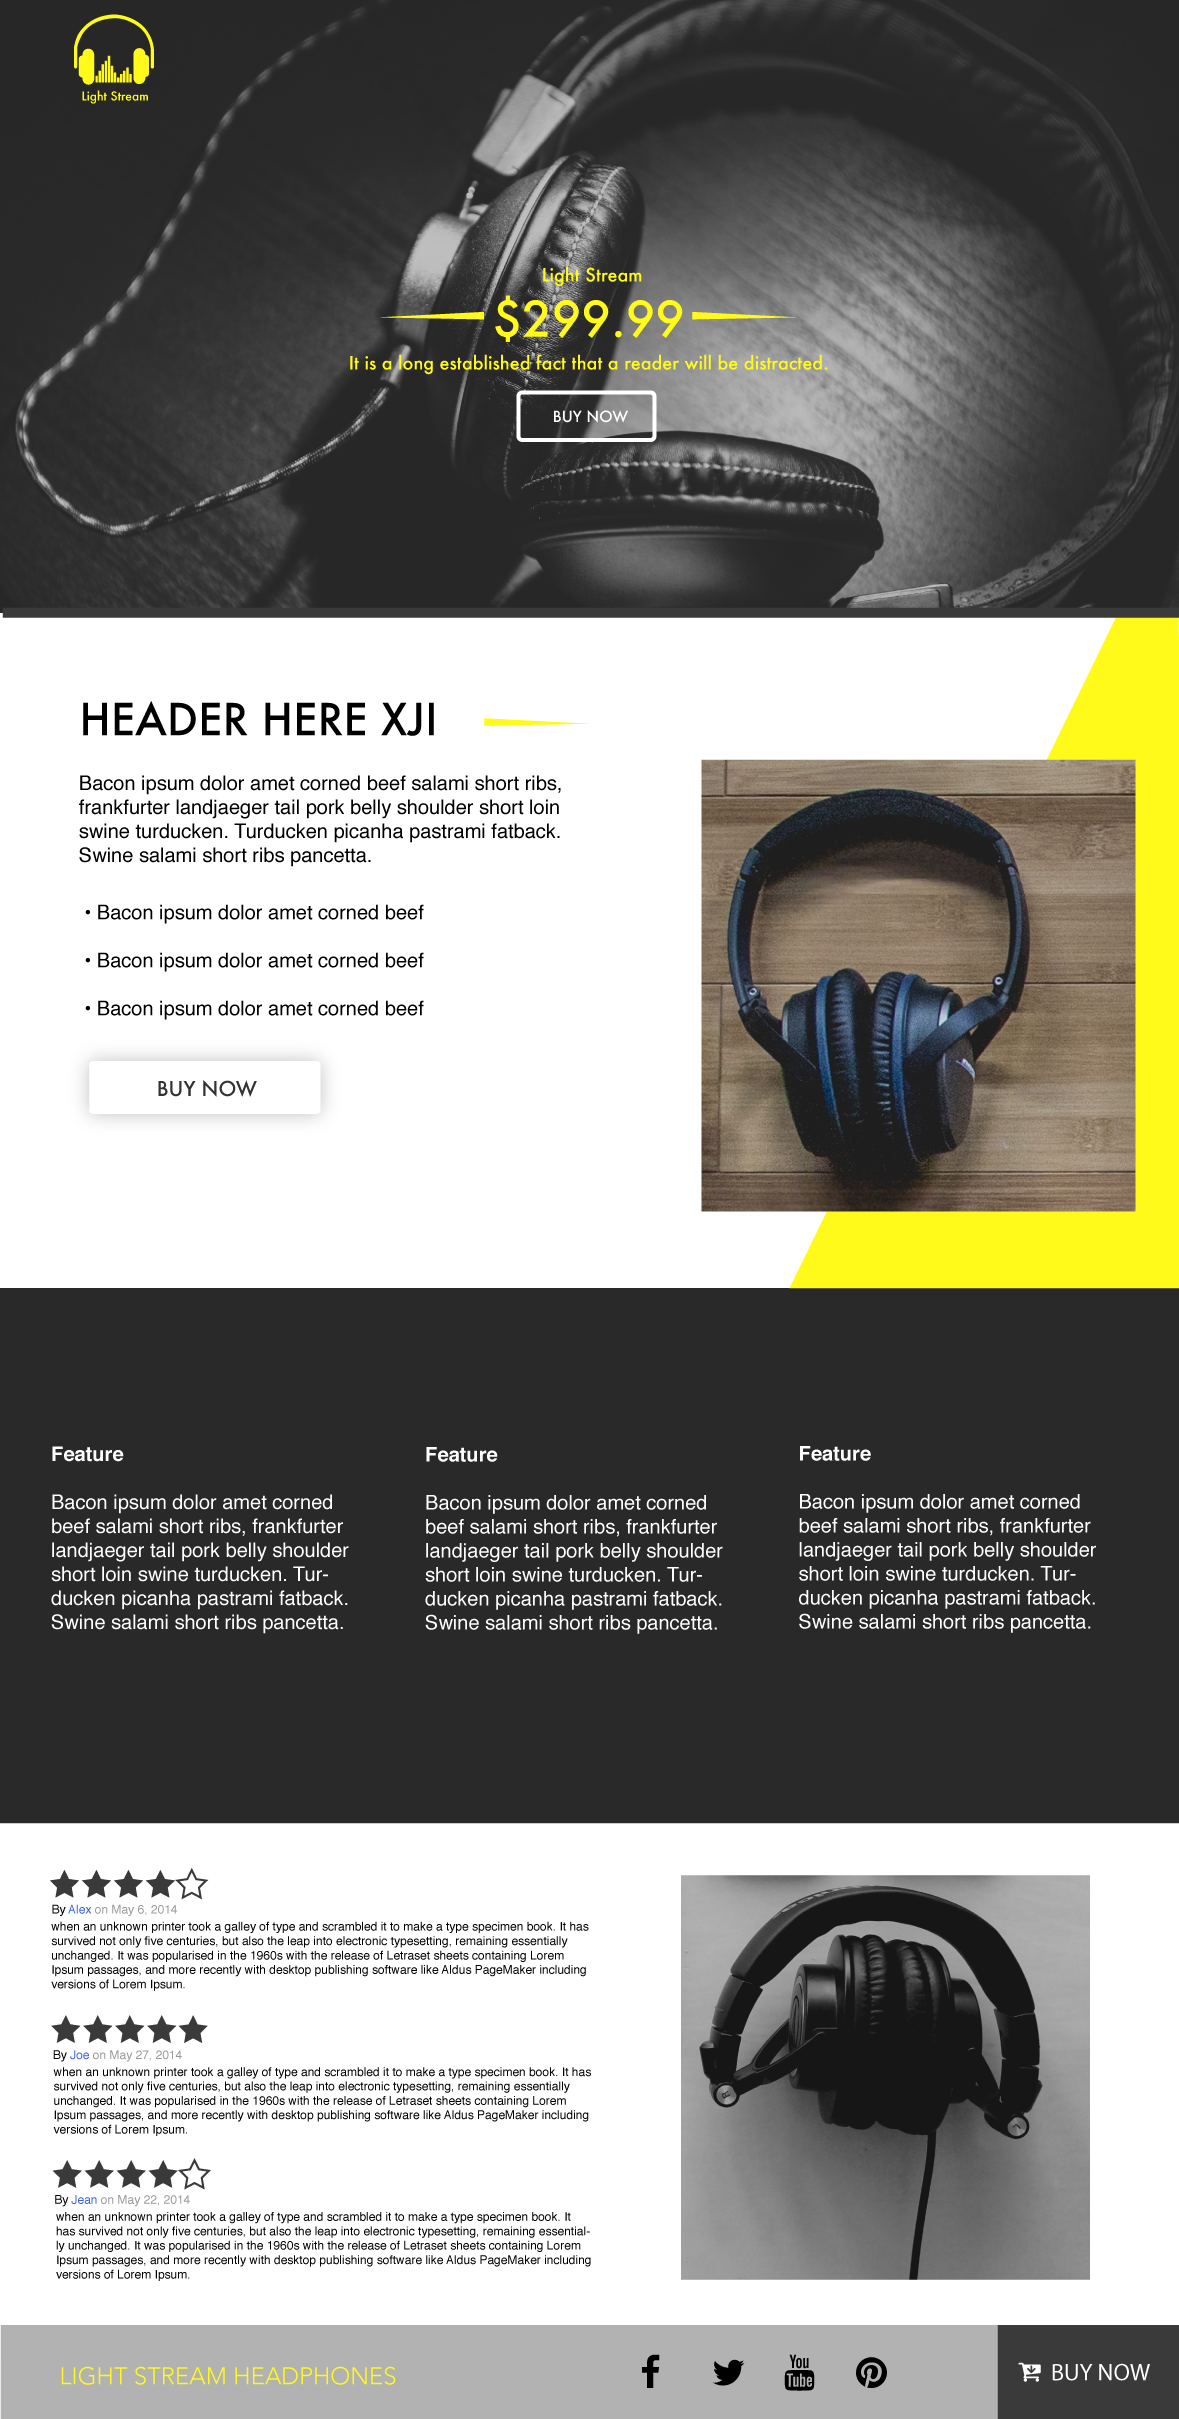 Light Stream
Light Stream
$299.99
It is a long established fact that a reader will be distracted.
BUY NOW
HEADER HERE XJI
Bacon ipsum dolor amet corned beef salami short ribs,
frankfurter landjaeger tail pork belly shoulder short loin
swine turducken. Turducken picanha pastrami fatback.
Swine salami short ribs pancetta.
• Bacon ipsum dolor amet corned beef
• Bacon ipsum dolor amet corned beef
• Bacon ipsum dolor amet corned beef
BUY NOW
Feature
Bacon ipsum dolor amet corned
beef salami short ribs, frankfurter
landjaeger tail pork belly shoulder
short loin swine turducken. Tur-
ducken picanha pastrami fatback.
Swine salami short ribs pancetta.
Feature
Bacon ipsum dolor amet corned
beef salami short ribs, frankfurter
landjaeger tail pork belly shoulder
short loin swine turducken. Tur-
ducken picanha pastrami fatback.
Swine salami short ribs pancetta.
Feature
Bacon ipsum dolor amet corned
beef salami short ribs, frankfurter
landjaeger tail pork belly shoulder
short loin swine turducken. Tur-
ducken picanha pastrami fatback.
Swine salami short ribs pancetta.
By Alex on May 6, 2014
when an unknown printer took a galley of type and scrambled it to make a type specimen book. It has
survived not only five centuries, but also the leap into electronic typesetting, remaining essentially
unchanged. It was popularised in the 1960s with the release of Letraset sheets containing Lorem
Ipsum passages, and more recently with desktop publishing software like Aldus PageMaker including
versions of Lorem Ipsum.
By Joe on May 27, 2014
when an unknown printer took a galley of type and scrambled it to make a type specimen book. It has
survived not only five centuries, but also the leap into electronic typesetting, remaining essentially
unchanged. It was popularised in the 1960s with the release of Letraset sheets containing Lorem
Ipsum passages, and more recently with desktop publishing software like Aldus PageMaker including
versions of Lorem Ipsum.
By Jean on May 22, 2014
when an unknown printer took a galley of type and scrambled it to make a type specimen book. It
has survived not only five centuries, but also the leap into electronic typesetting, remaining essential-
ly unchanged. It was popularised in the 1960s with the release of Letraset sheets containing Lorem
Ipsum passages, and more recently with desktop publishing software like Aldus PageMaker including
versions of Lorem Ipsum.
LIGHT STREAM HEADPHONES
You
Tube
BUY NOW